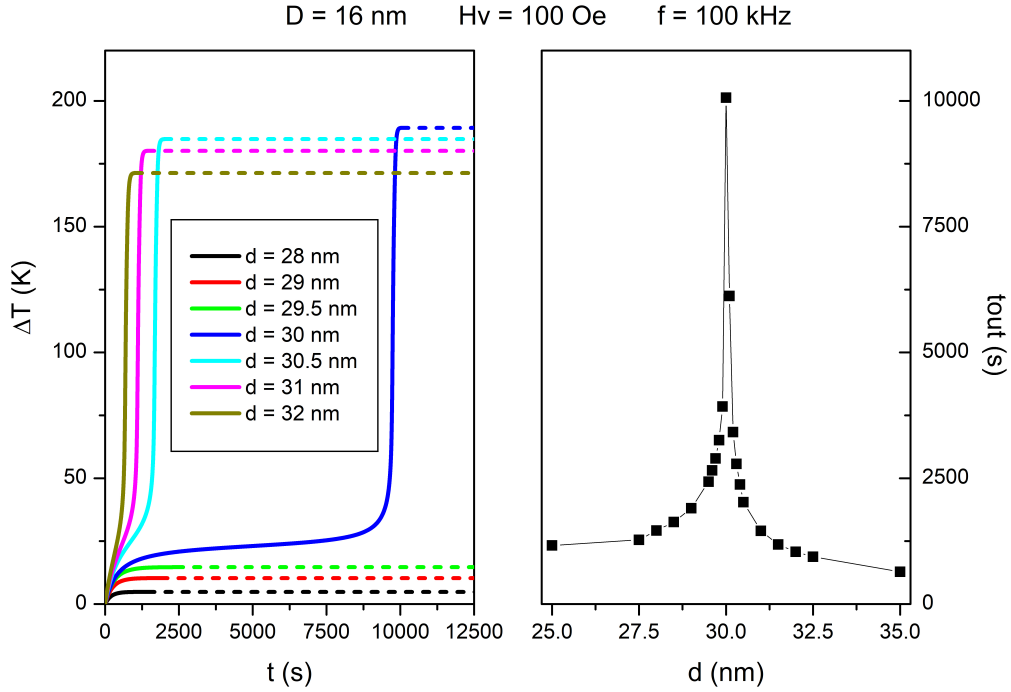 D = 16 nm Hv = 100 Oe f = 100 kHz
ΔT (K)
200
150
100
50
0
d = 28 nm
d = 29 nm
d = 29.5 nm
d = 30 nm
d = 30.5 nm
d = 31 nm
d = 32 nm
0 2500 5000 7500 10000 12500
t (s)
10000
7500
5000
2500
0
tout (s)
25.0 27.5 30.0 32.5 35.0
d (nm)